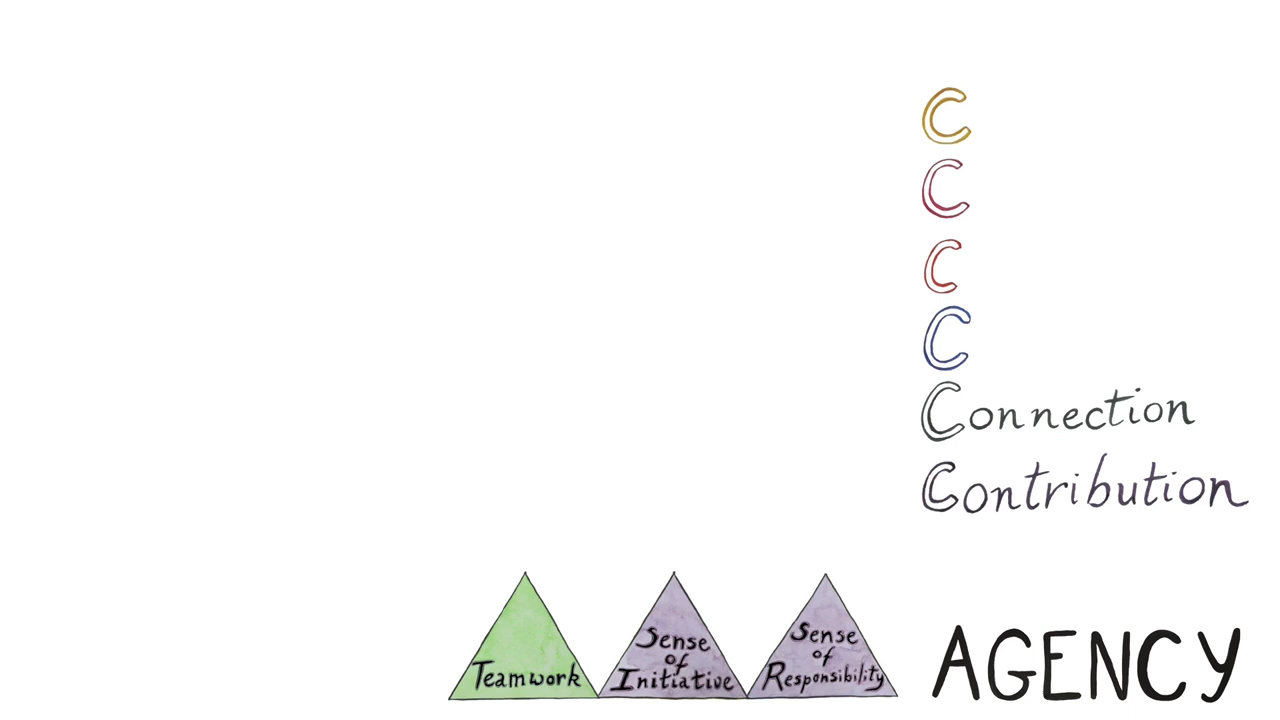 C
C
C
C
Connection
Contribution
Teamwork
Sense
of
Initiative
Sense
of
Responsibility
AGENCY